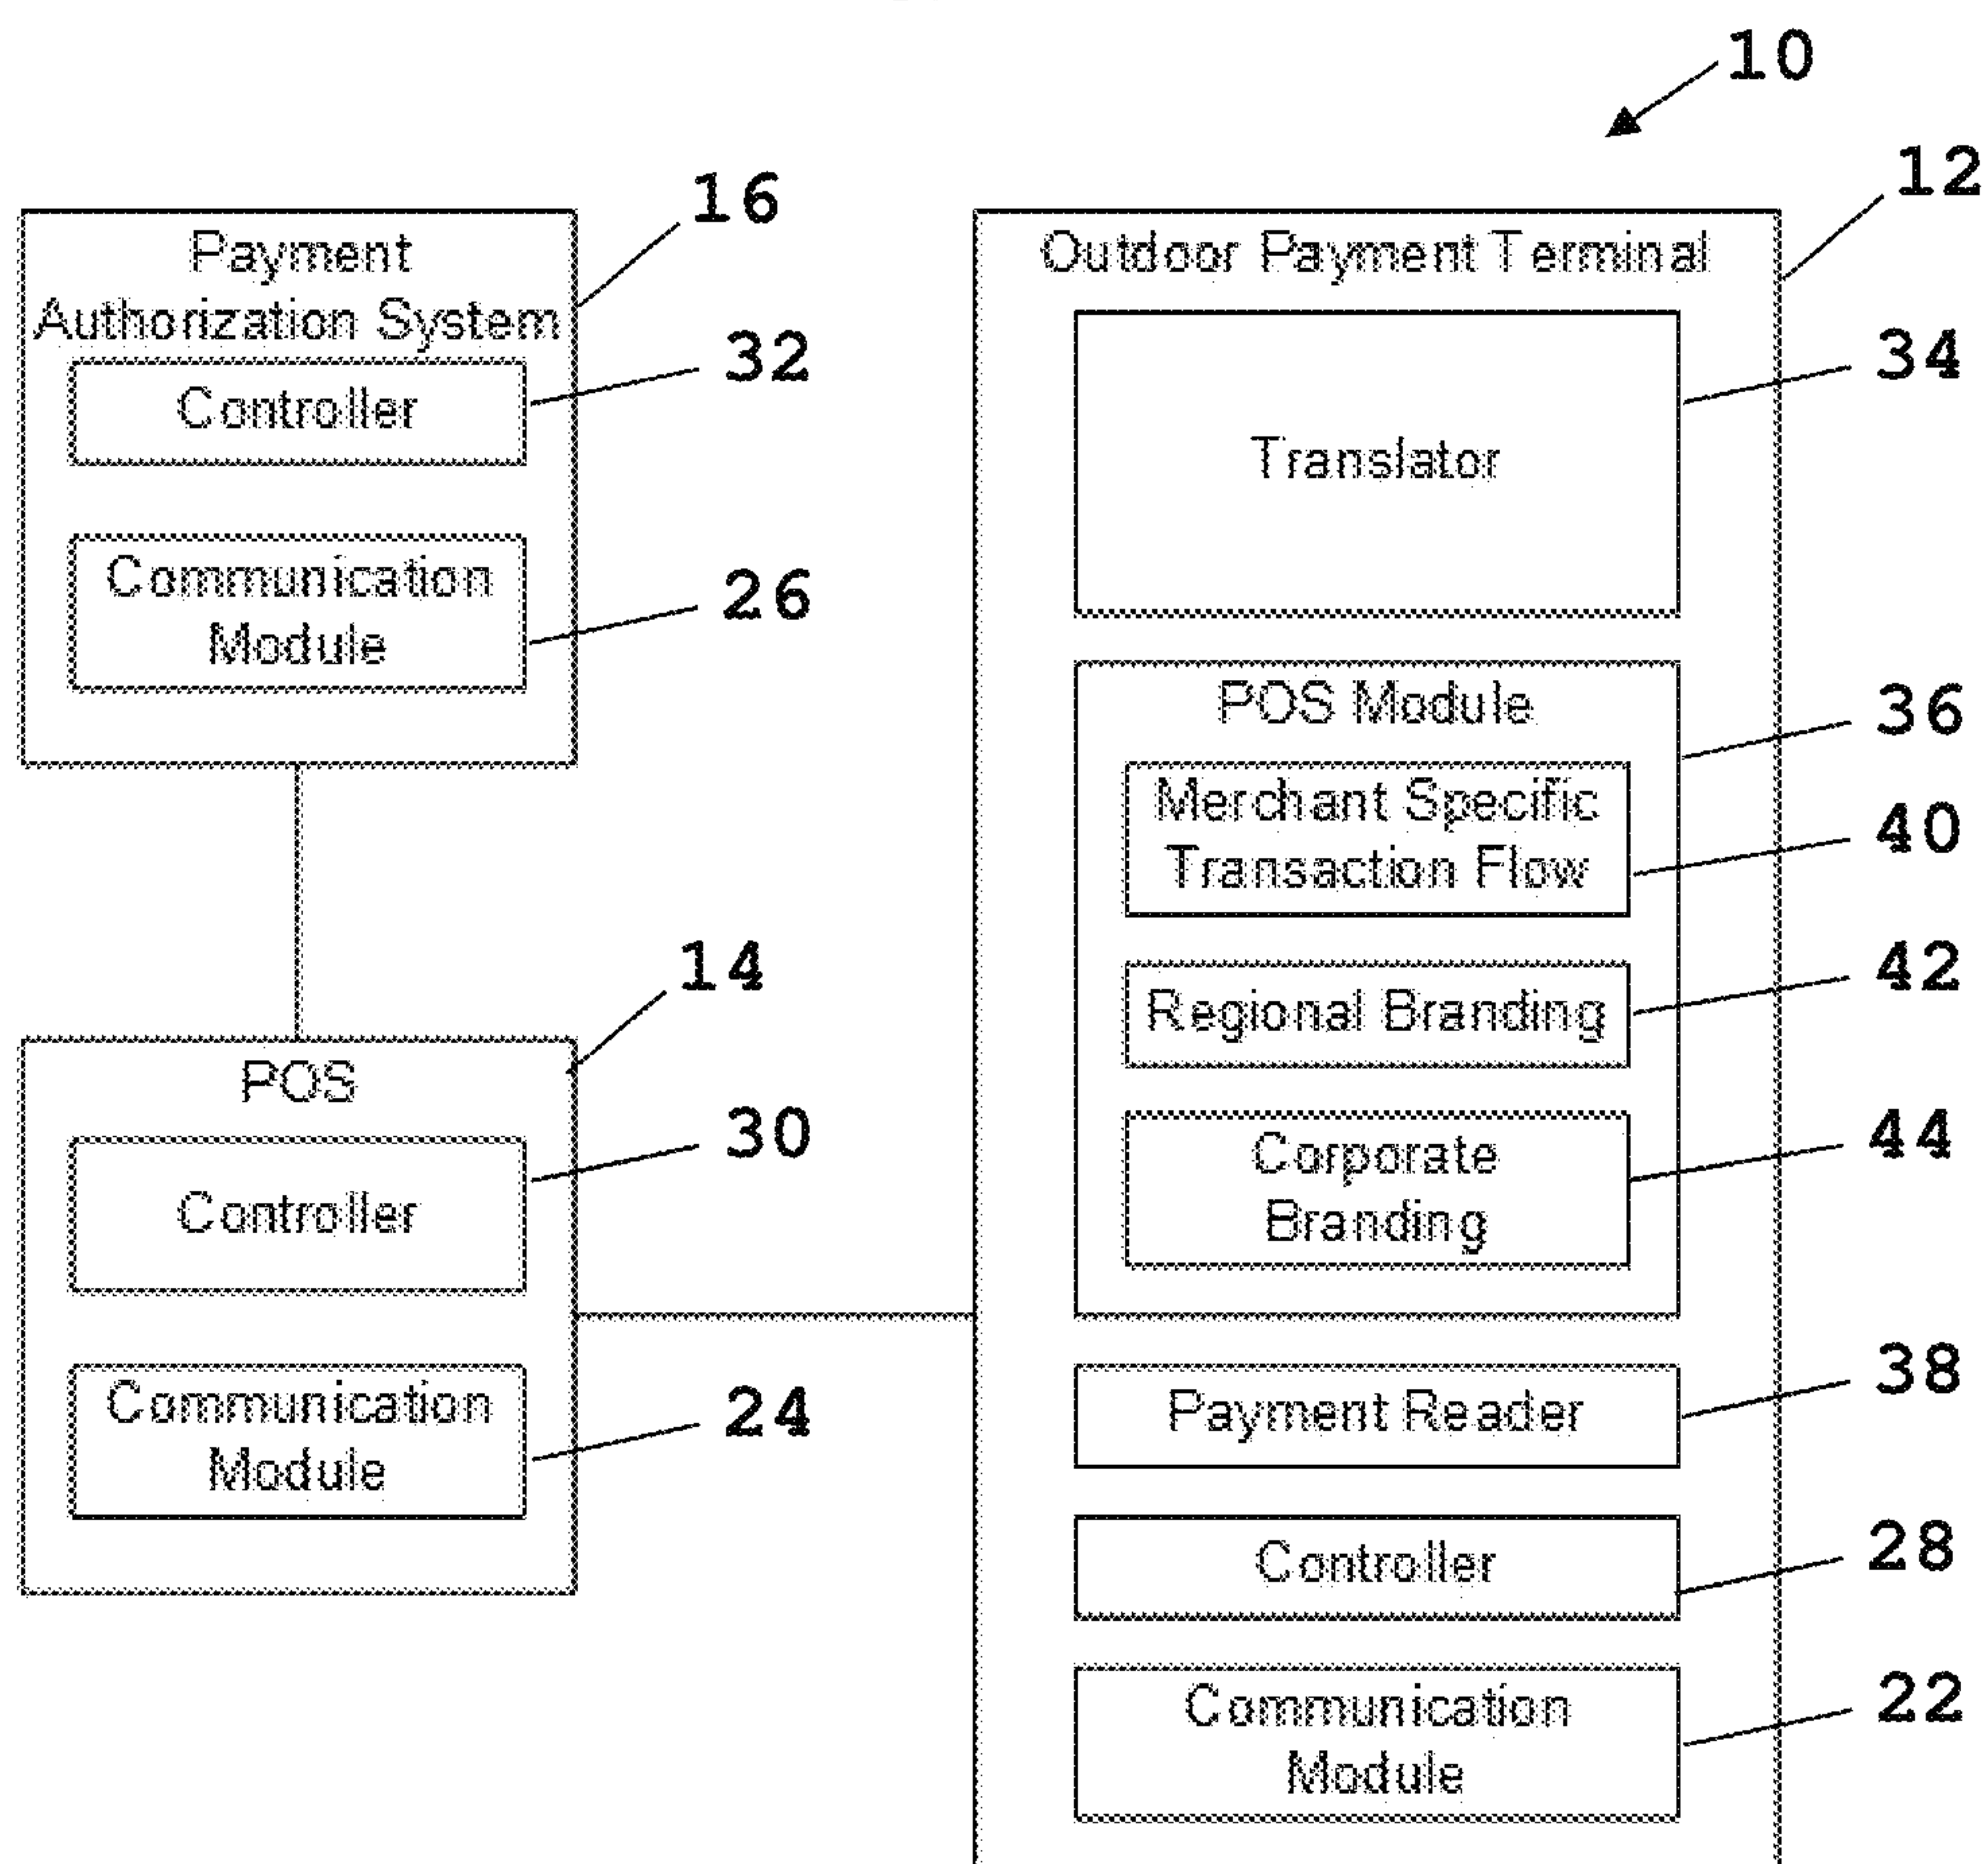 10
12
16
Payment
Authorization System
32
Controller
26
Communication
Module
14
POS
30
Controller
24
Communication
Module
Outdoor Payment Terminal
34
Translator
36
POS Module
40
Merchant Specific
Transaction Flow
42
Regional Branding
44
Corporate
Branding
38
Payment Reader
28
Controller
22
Communication
Module